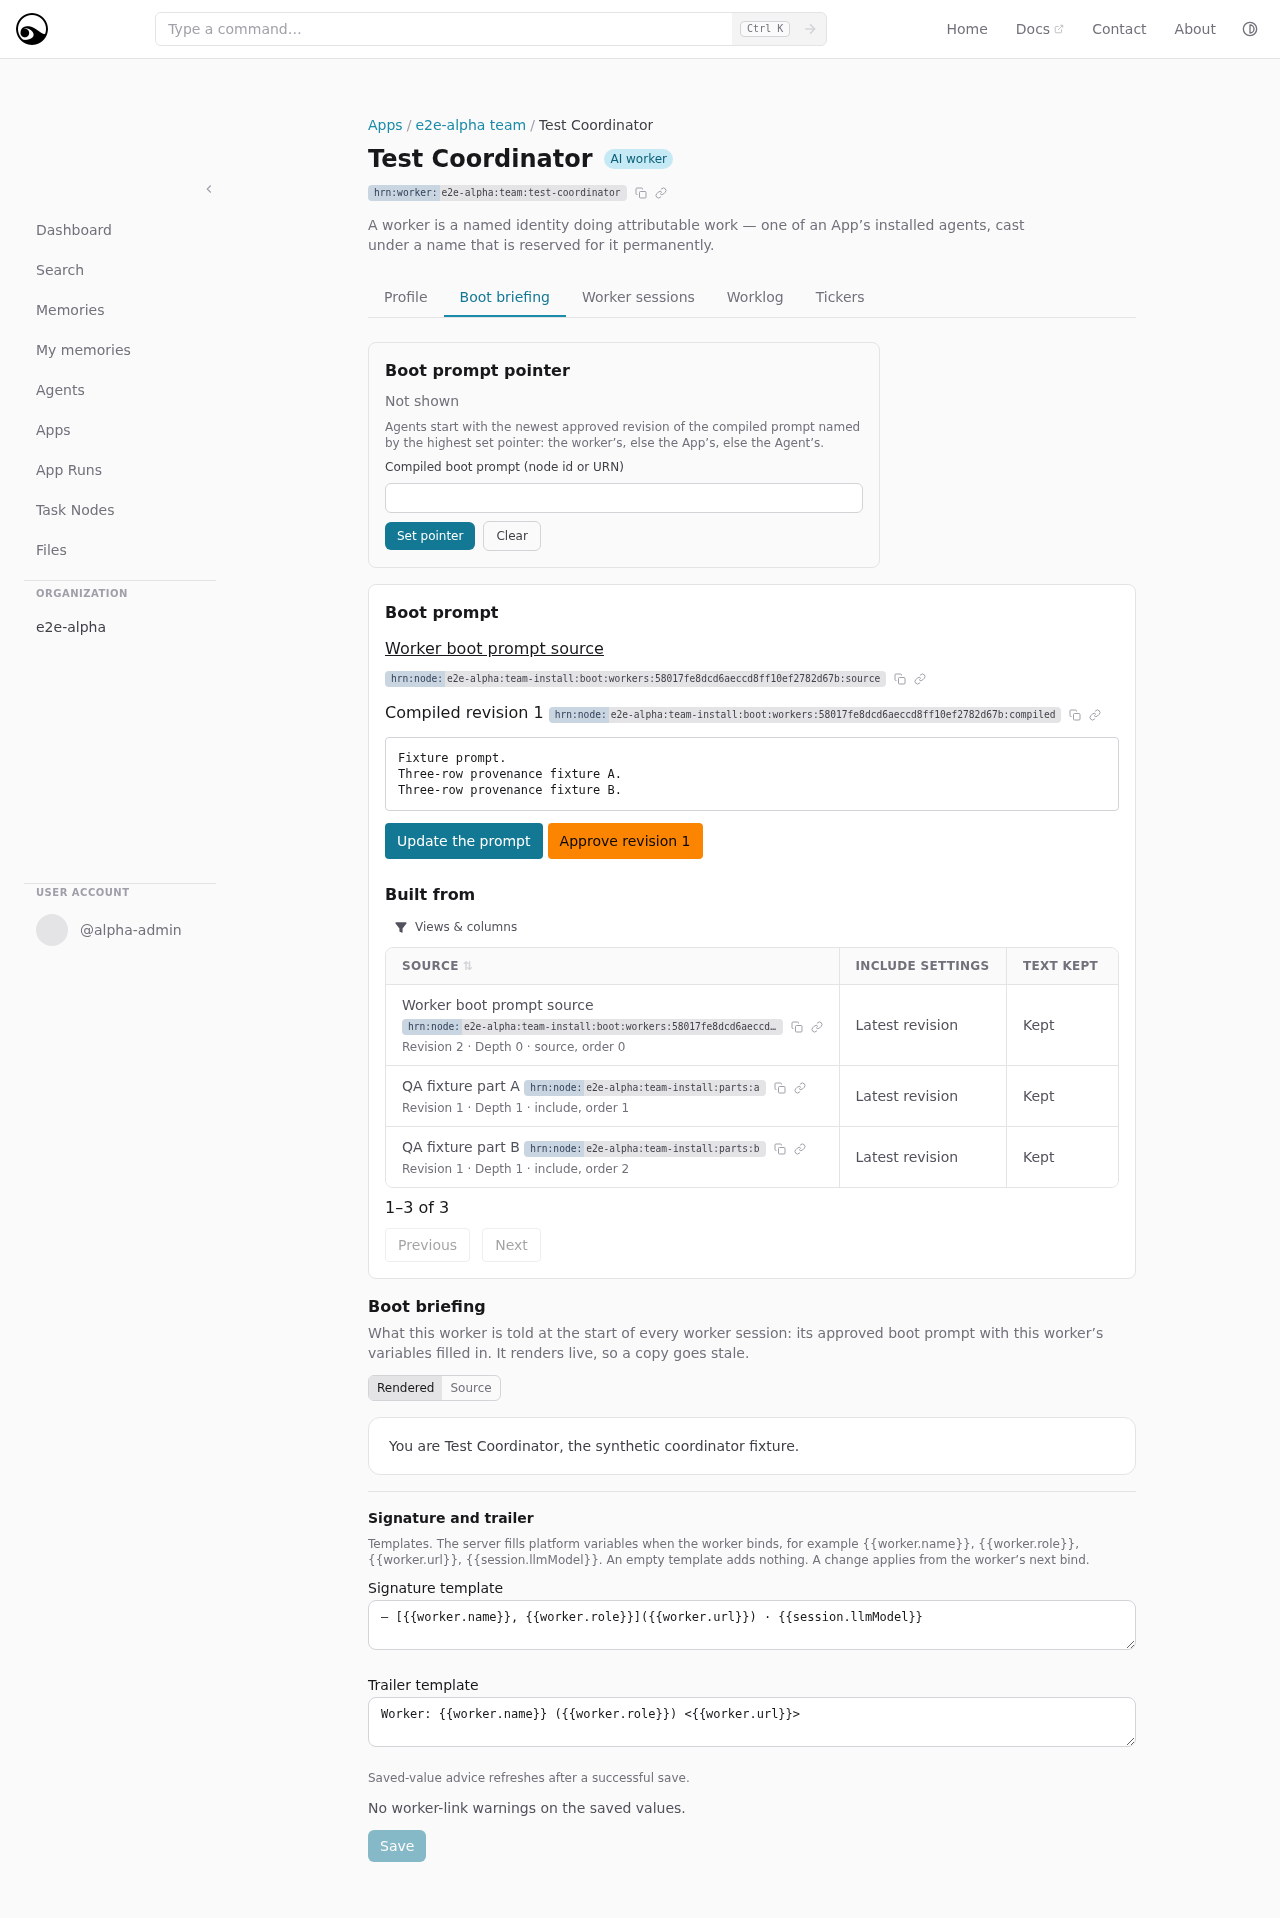 Type a command...
Ctrl K
Home
Docs
Contact
About
Apps / e2e-alpha team / Test Coordinator
Test Coordinator
AI worker
hrn:worker: e2e-alpha:team:test-coordinator
A worker is a named identity doing attributable work — one of an App’s installed agents, cast
under a name that is reserved for it permanently.
Dashboard
Search
Memories
My memories
Agents
Apps
App Runs
Task Nodes
Files
ORGANIZATION
e2e-alpha
USER ACCOUNT
@alpha-admin
Profile
Boot briefing
Worker sessions
Worklog
Tickers
Boot prompt pointer
Not shown
Agents start with the newest approved revision of the compiled prompt named
by the highest set pointer: the worker’s, else the App’s, else the Agent’s.
Compiled boot prompt (node id or URN)
Set pointer
Clear
Boot prompt
Worker boot prompt source
hrn:node: e2e-alpha:team-install:boot:workers:58017fe8dcd6aeccd8ff10ef2782d67b:source
Compiled revision 1 hrn:node: e2e-alpha:team-install:boot:workers:58017fe8dcd6aeccd8ff10ef2782d67b:compiled
Fixture prompt.
Three-row provenance fixture A.
Three-row provenance fixture B.
Update the prompt
Approve revision 1
Built from
Views & columns
SOURCE
INCLUDE SETTINGS
TEXT KEPT
Worker boot prompt source
hrn:node: e2e-alpha:team-install:boot:workers:58017fe8dcd6aeccd…
Revision 2 · Depth 0 · source, order 0
Latest revision
Kept
QA fixture part A hrn:node: e2e-alpha:team-install:parts:a
Revision 1 · Depth 1 · include, order 1
Latest revision
Kept
QA fixture part B hrn:node: e2e-alpha:team-install:parts:b
Revision 1 · Depth 1 · include, order 2
Latest revision
Kept
1–3 of 3
Previous
Next
Boot briefing
What this worker is told at the start of every worker session: its approved boot prompt with this worker’s
variables filled in. It renders live, so a copy goes stale.
Rendered
Source
You are Test Coordinator, the synthetic coordinator fixture.
Signature and trailer
Templates. The server fills platform variables when the worker binds, for example {{worker.name}}, {{worker.role}},
{{worker.url}}, {{session.llmModel}}. An empty template adds nothing. A change applies from the worker’s next bind.
Signature template
— [{{worker.name}}, {{worker.role}}]({{worker.url}}) · {{session.llmModel}}
Trailer template
Worker: {{worker.name}} ({{worker.role}}) <{{worker.url}}>
Saved-value advice refreshes after a successful save.
No worker-link warnings on the saved values.
Save